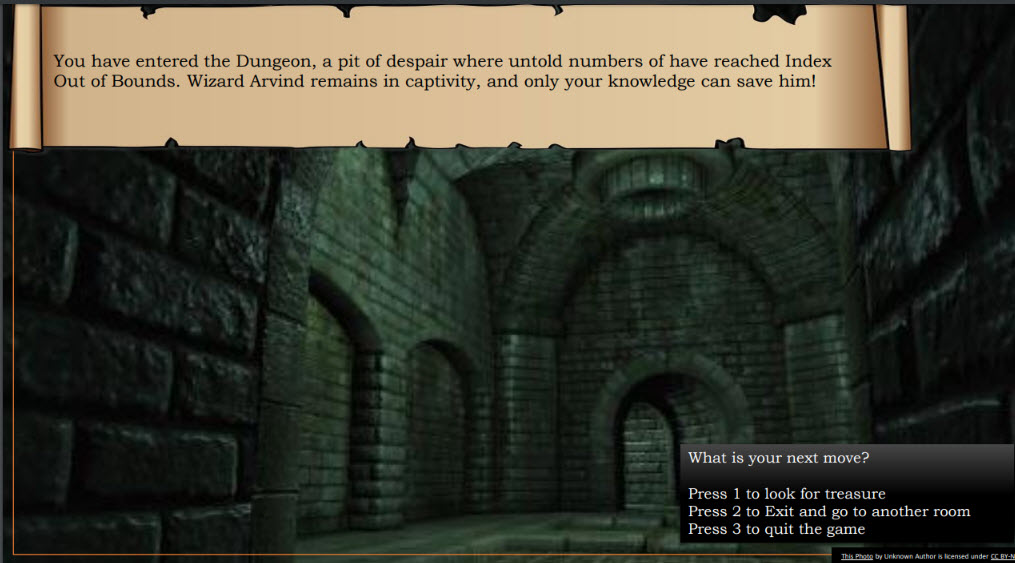 You have entered the Dungeon, a pit of despair where untold numbers of have reached Index
Out of Bounds. Wizard Arvind remains in captivity, and only your knowledge can save him!
What is your next move?
Press 1 to look for treasure
Press 2 to Exit and go to another room
Press 3 to quit the game
This Photo by Unknown Author is licensed under CC BY-N